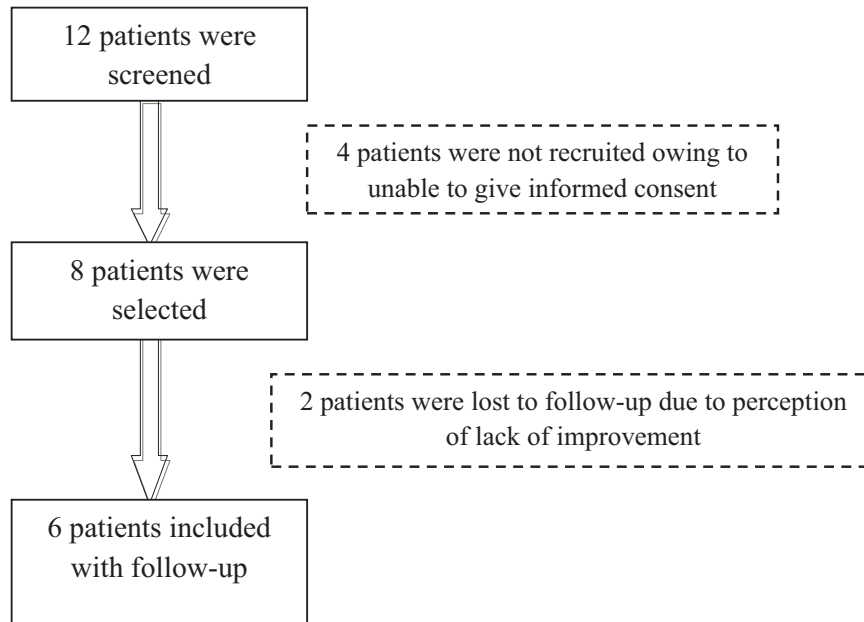 12 patients were
screened
4 patients were not recruited owing to
unable to give informed consent
8 patients were
selected
2 patients were lost to follow-up due to perception
of lack of improvement
6 patients included
with follow-up